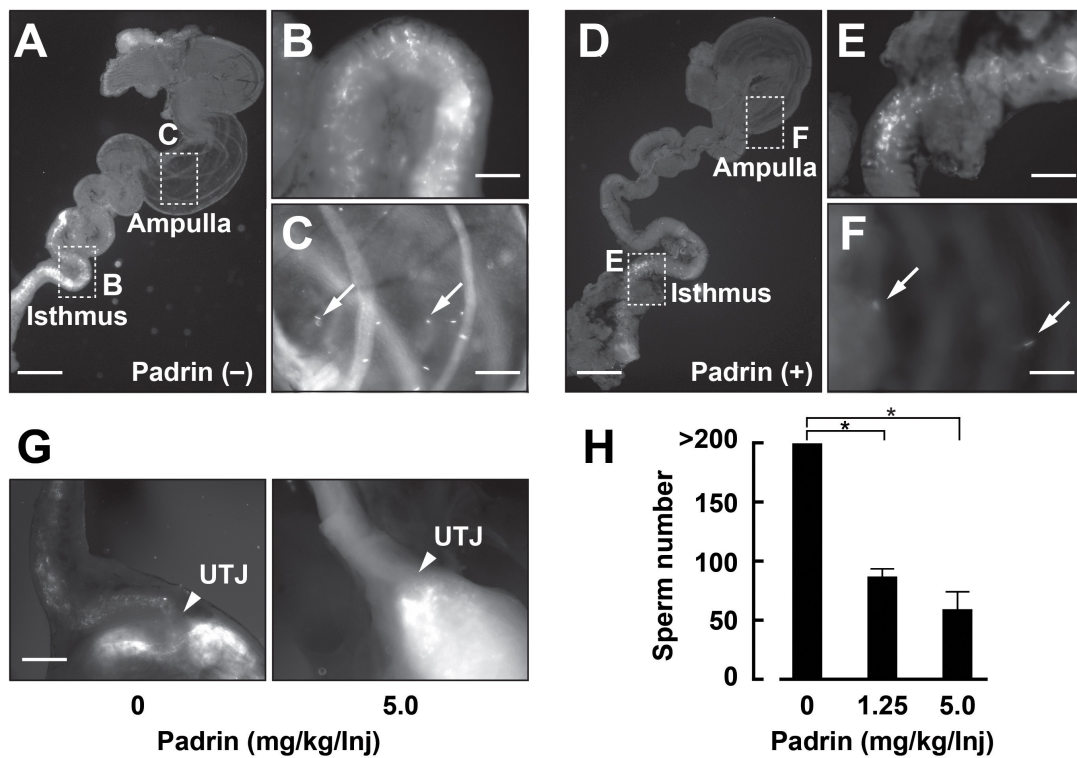 A
C
Ampulla
B
Isthmus
Padrin (–)
B
C
D
F
Ampulla
E
Isthmus
Padrin (+)
E
F
G
UTJ
UTJ
0 5.0
Padrin (mg/kg/Inj)
H
* 
*
>200
150
100
50
0
Sperm number
0 1.25 5.0
Padrin (mg/kg/Inj)